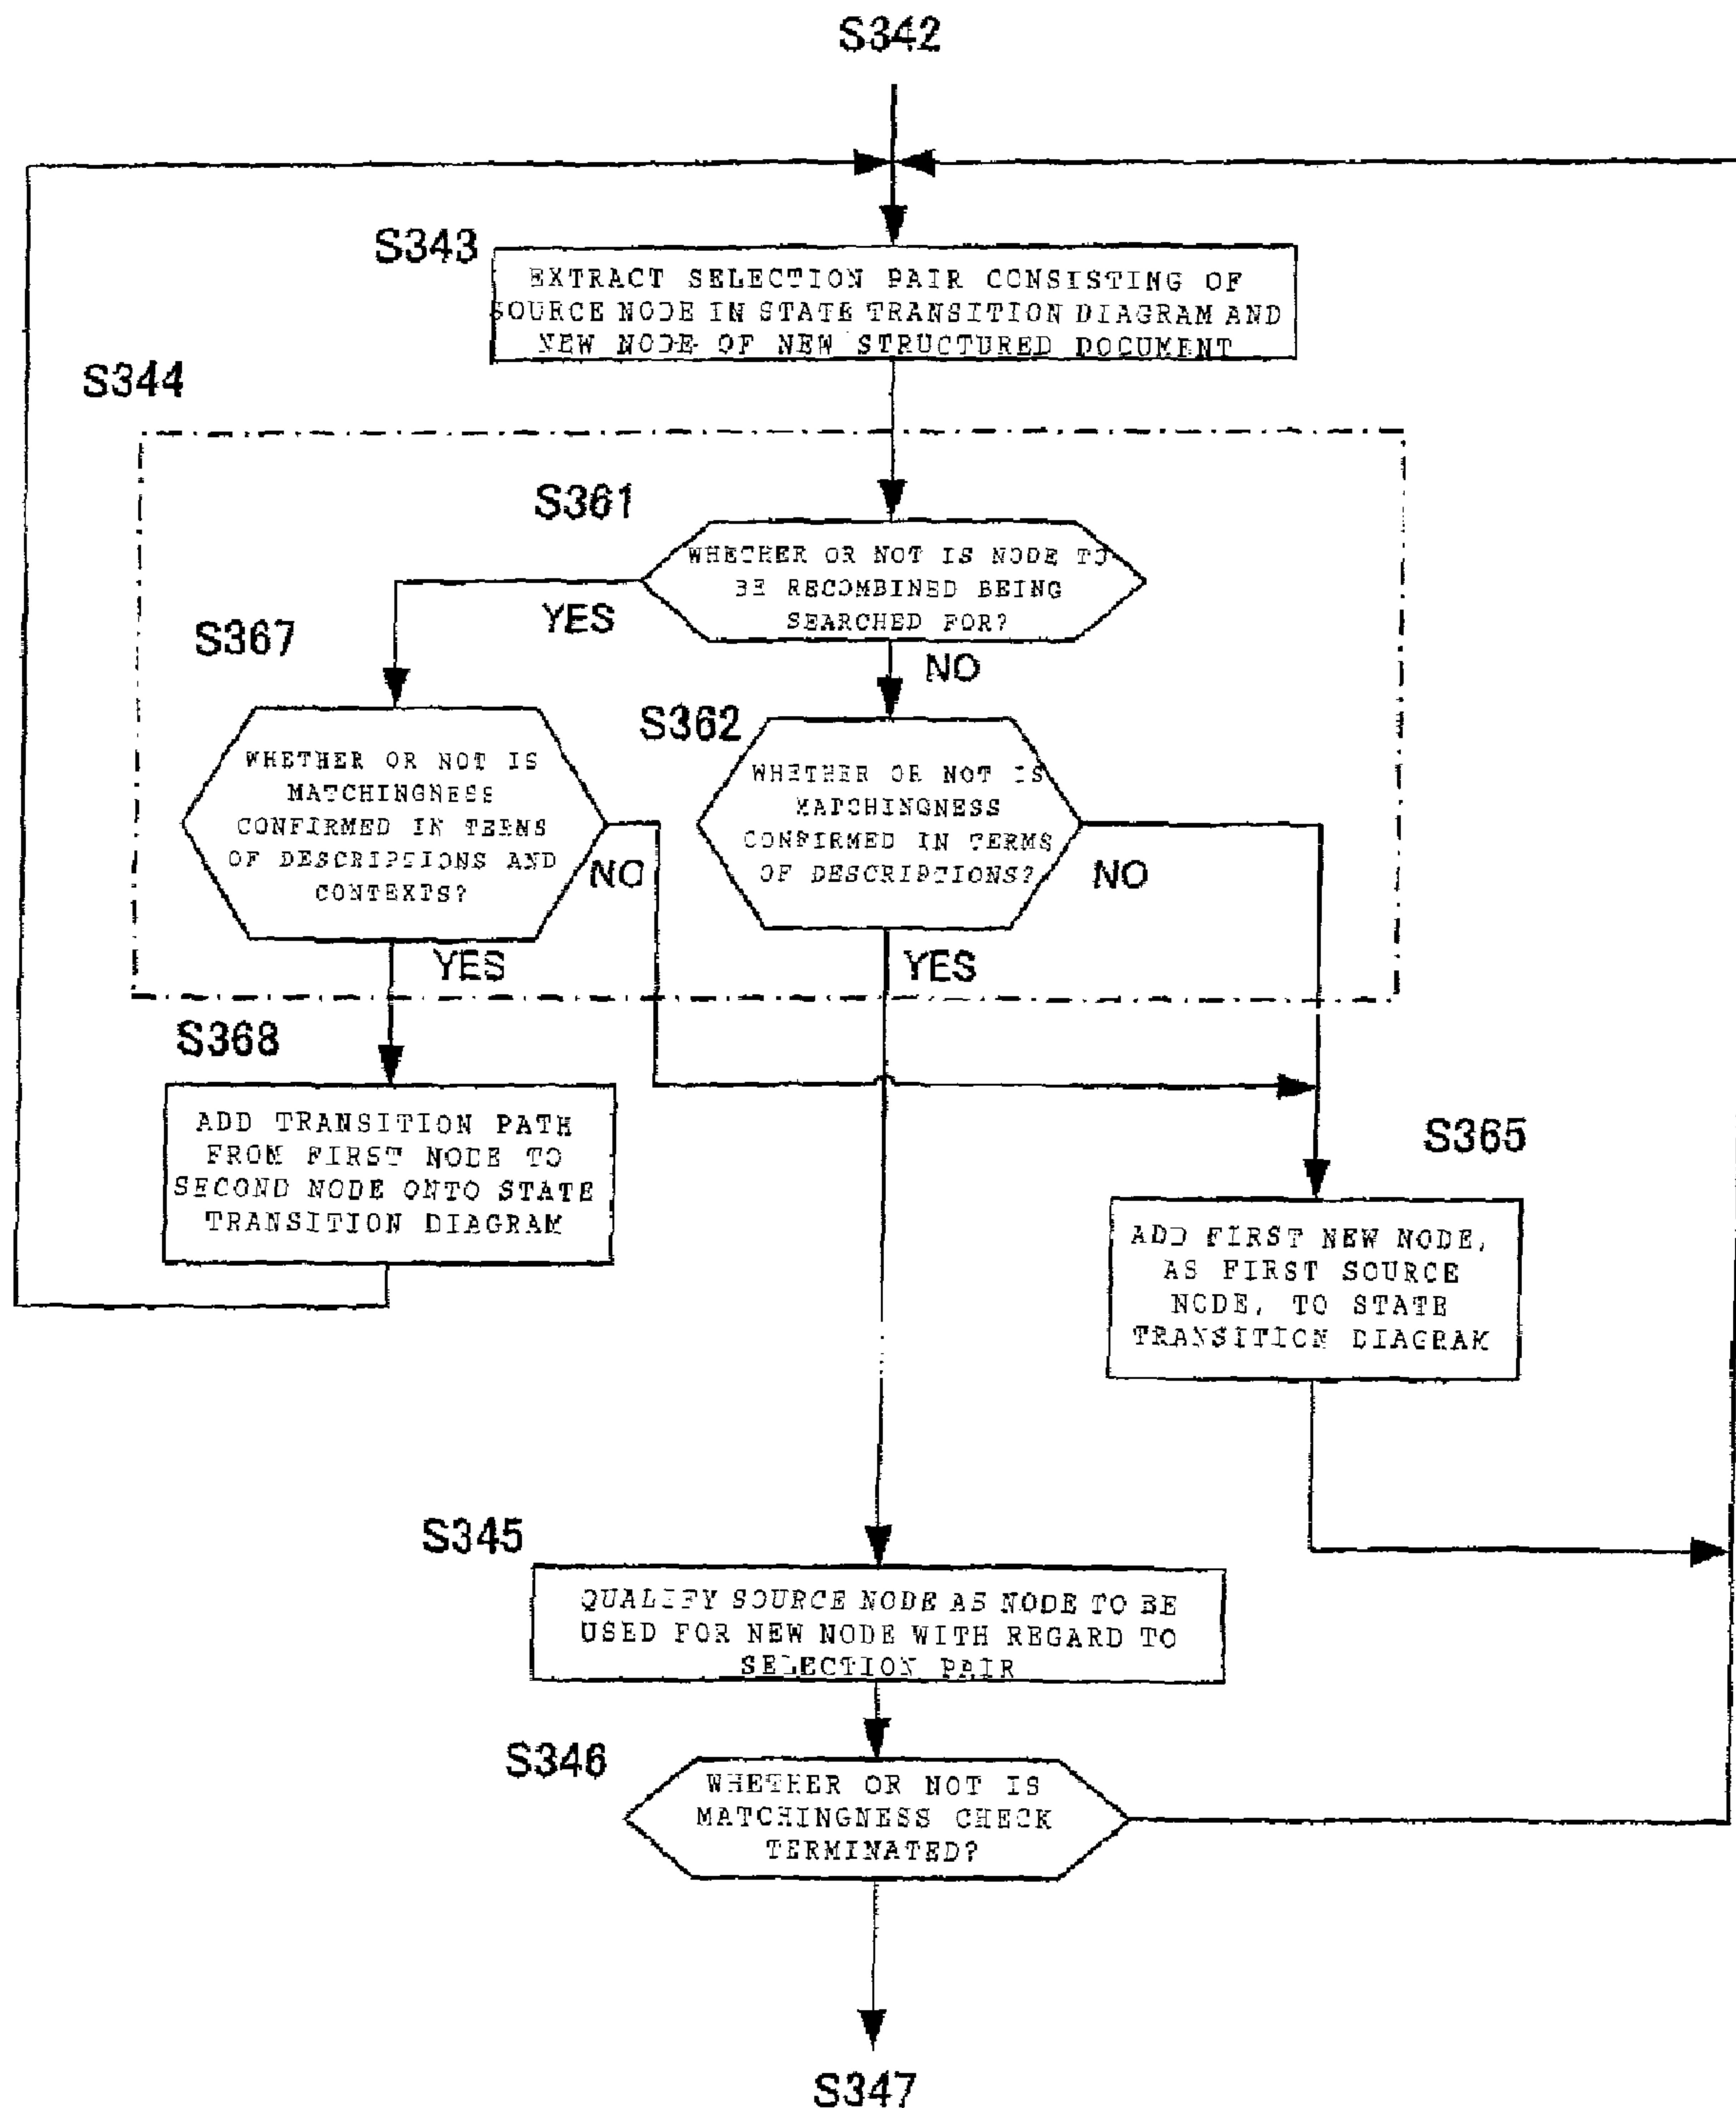 S342
S343
EXTRACT SELECTION PAIR CONSISTING OF
SOURCE NODE IN STATE TRANSITION DIAGRAM AND
NEW NODE OF NEW STRUCTURED DOCUMENT
S344
S361
WHETHER OR NOT IS NODE TO
BE RECOMBINED BEING
SEARCHED FOR?
YES
NO
S367
WHETHER OR NOT IS
MATCHINGNESS
CONFIRMED IN TERMS
OF DESCRIPTIONS AND
CONTEXTS?
NO
YES
S362
WHETHER OR NOT IS
MATCHINGNESS
CONFIRMED IN TERMS
OF DESCRIPTIONS?
NO
YES
S368
ADD TRANSITION PATH
FROM FIRST NODE TO
SECOND NODE ONTO STATE
TRANSITION DIAGRAM
S365
ADD FIRST NEW NODE,
AS FIRST SOURCE
NODE, TO STATE
TRANSITION DIAGRAM
S345
QUALIFY SOURCE NODE AS NODE TO BE
USED FOR NEW NODE WITH REGARD TO
SELECTION PAIR
S346
WHETHER OR NOT IS
MATCHINGNESS CHECK
TERMINATED?
S347